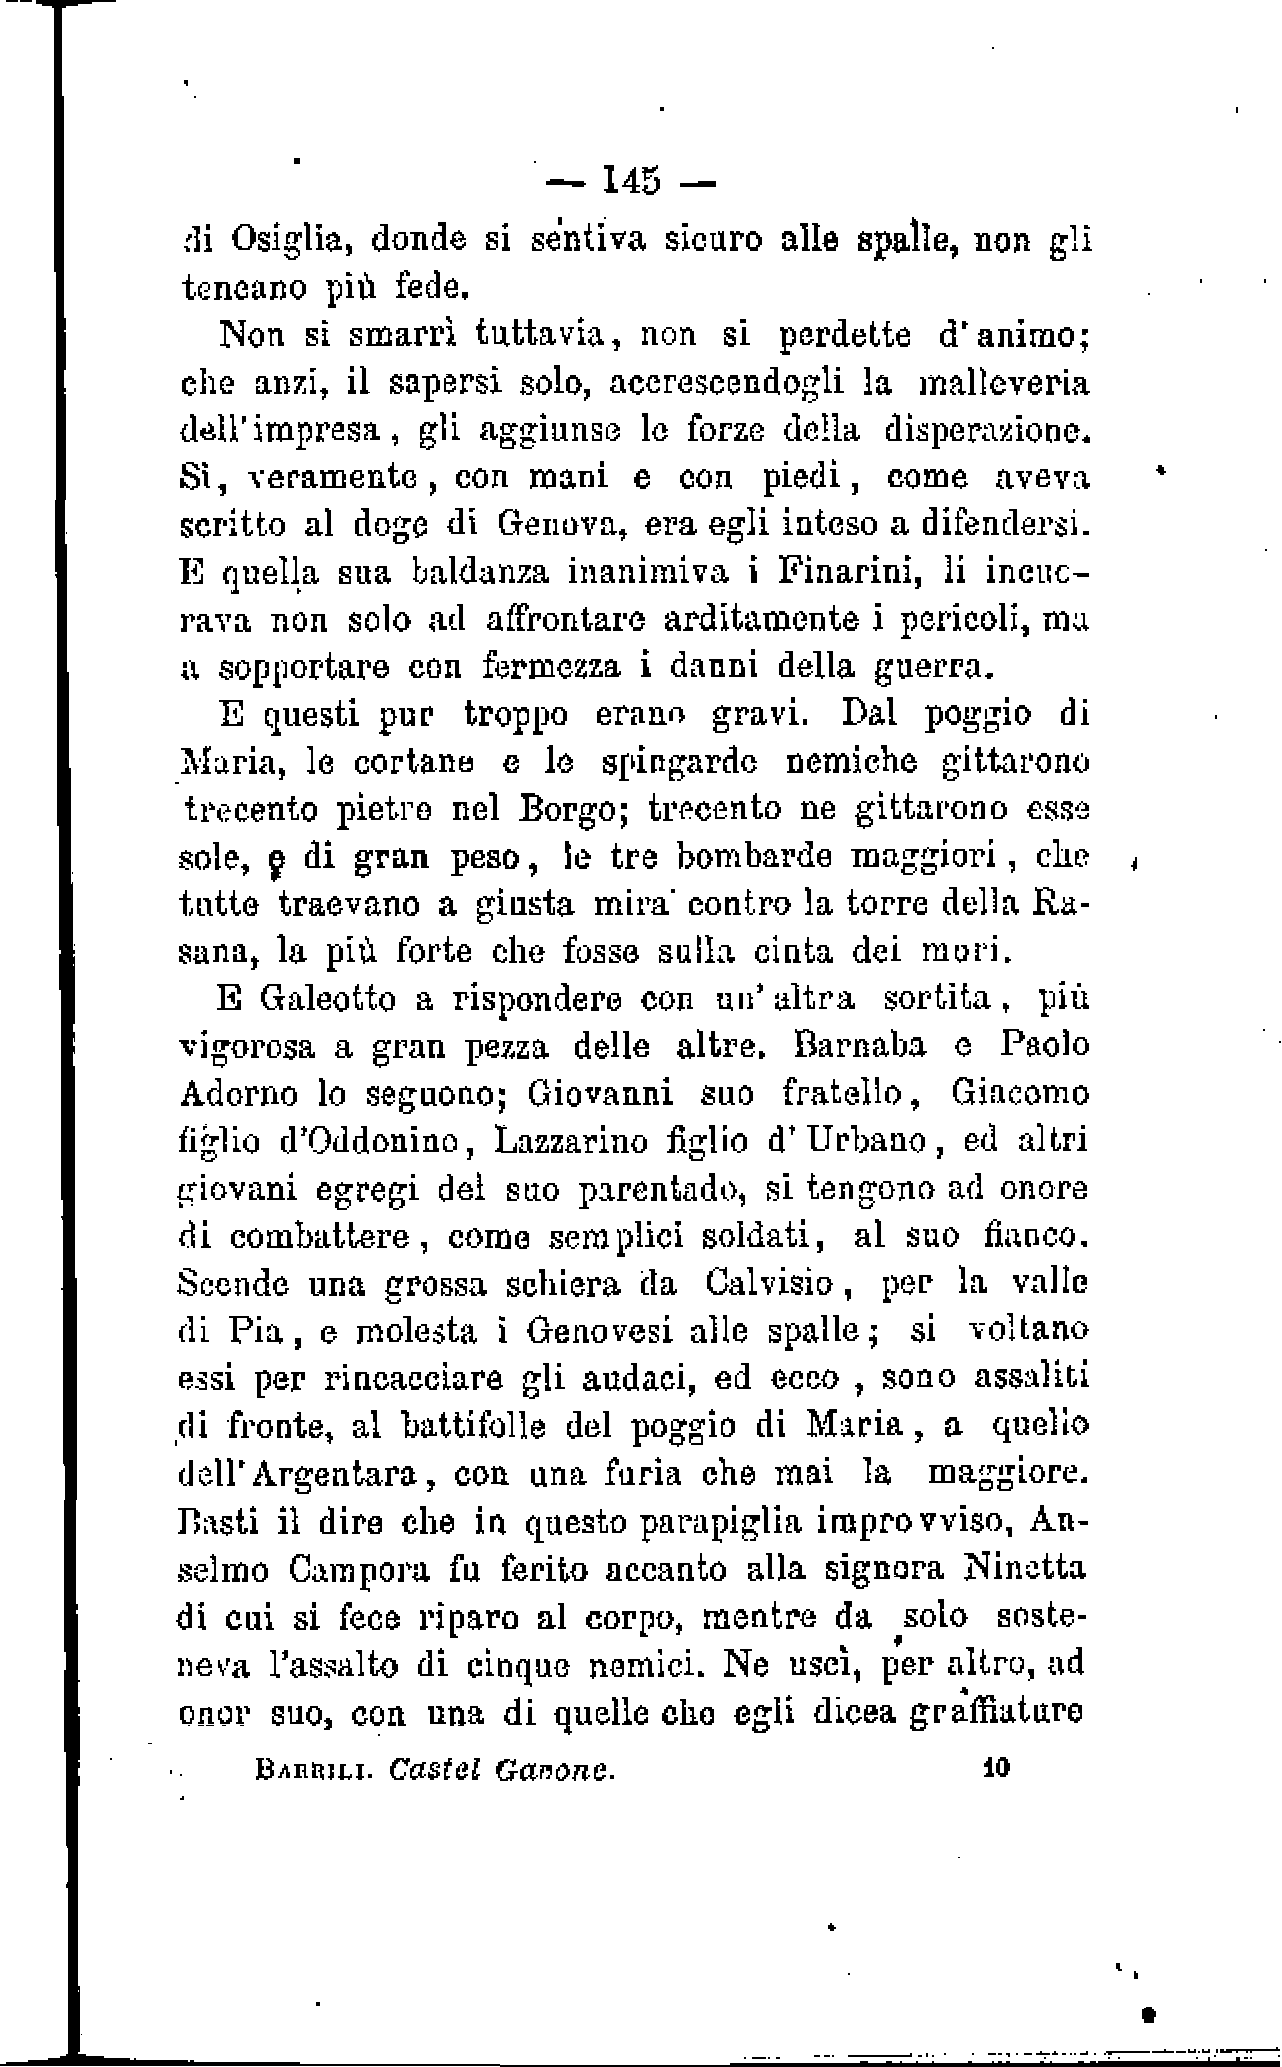 — 145 —
di Osiglia, donde si sentiva sicuro alle spalle, non gli
teneano più fede.
Non si smarrì tuttavia, non si perdette d'animo;
che anzi, il sapersi solo, accrescendogli la malleveria
dell'impresa, gli aggiunse le forze della disperazione.
Sì, veramente, con mani e con piedi, come aveva
scritto al doge di Genova, era egli inteso a difendersi.
E quella sua baldanza inanimiva i Finarini, li incuo-
rava non solo ad affrontare arditamente i pericoli, ma
a sopportare con fermezza i danni della guerra.
E questi pur troppo erano gravi. Dal poggio di
Maria, le cortane e le spingarde nemiche gittarono
trecento pietre nel Borgo; trecento ne gittarono esse
sole, e di gran peso, le tre bombarde maggiori, che
tutte traevano a giusta mira contro la torre della Ra-
sana, la più forte che fosse sulla cinta dei muri.
E Galeotto a rispondere con un'altra sortita, più
vigorosa a gran pezza delle altre. Barnaba e Paolo
Adorno lo seguono; Giovanni suo fratello, Giacomo
figlio d'Oddonino, Lazzarino figlio d'Urbano, ed altri
giovani egregi del suo parentado, si tengono ad onore
di combattere, come semplici soldati, al suo fianco.
Scende una grossa schiera da Calvisio, per la valle
di Pia, e molesta i Genovesi alle spalle; si voltano
essi per rincacciare gli audaci, ed ecco, sono assaliti
di fronte, al battifolle del poggio di Maria, a quello
dell'Argentara, con una furia che mai la maggiore.
Basti il dire che in questo parapiglia improvviso, An-
selmo Campora fu ferito accanto alla signora Ninetta
di cui si fece riparo al corpo, mentre da solo soste-
neva l'assalto di cinque nemici. Ne uscì, per altro, ad
onor suo, con una di quelle che egli dicea graffiature
BARRILI. Castel Gavone. 10